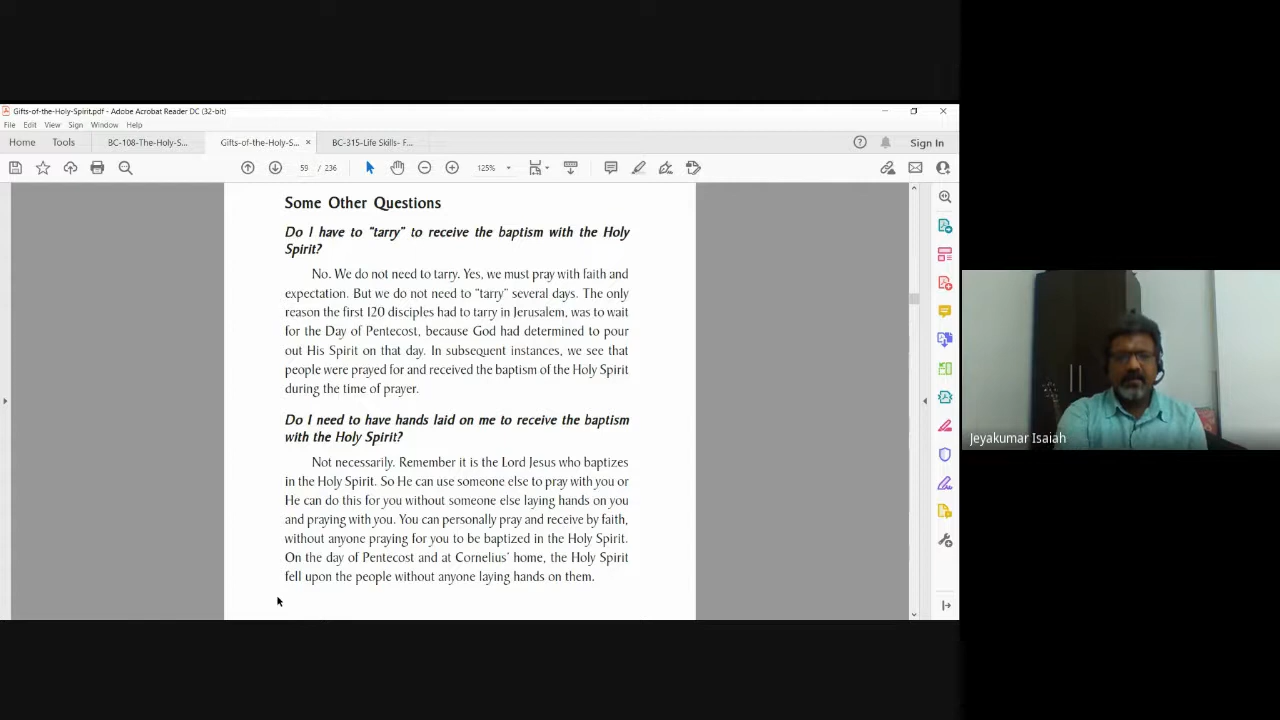 Gifts-of-the-Holy-Spirit.pdf - Adobe Acrobat Reader DC (32-bit)
File Edit View Sign Window Help
Home Tools BC-108-The-Holy-S... Gifts-of-the-Holy-S... × BC-315-Life Skills- F... Sign In
59 / 236 125%
Some Other Questions
Do I have to “tarry” to receive the baptism with the Holy
Spirit?
No. We do not need to tarry. Yes, we must pray with faith and
expectation. But we do not need to “tarry” several days. The only
reason the first 120 disciples had to tarry in Jerusalem, was to wait
for the Day of Pentecost, because God had determined to pour
out His Spirit on that day. In subsequent instances, we see that
people were prayed for and received the baptism of the Holy Spirit
during the time of prayer.
Do I need to have hands laid on me to receive the baptism
with the Holy Spirit?
Not necessarily. Remember it is the Lord Jesus who baptizes
in the Holy Spirit. So He can use someone else to pray with you or
He can do this for you without someone else laying hands on you
and praying with you. You can personally pray and receive by faith,
without anyone praying for you to be baptized in the Holy Spirit.
On the day of Pentecost and at Cornelius’ home, the Holy Spirit
fell upon the people without anyone laying hands on them.
Jeyakumar Isaiah